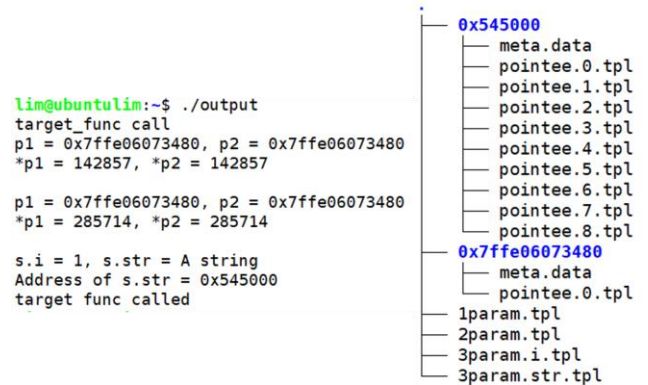 lim@ubuntulim:~$ ./output
target_func call
p1 = 0x7ffe06073480, p2 = 0x7ffe06073480
*p1 = 142857, *p2 = 142857
p1 = 0x7ffe06073480, p2 = 0x7ffe06073480
*p1 = 285714, *p2 = 285714
s.i = 1, s.str = A string
Address of s.str = 0x545000
target func called
.
0x545000
meta.data
pointee.0.tpl
pointee.1.tpl
pointee.2.tpl
pointee.3.tpl
pointee.4.tpl
pointee.5.tpl
pointee.6.tpl
pointee.7.tpl
pointee.8.tpl
0x7ffe06073480
meta.data
pointee.0.tpl
1param.tpl
2param.tpl
3param.i.tpl
3param.str.tpl